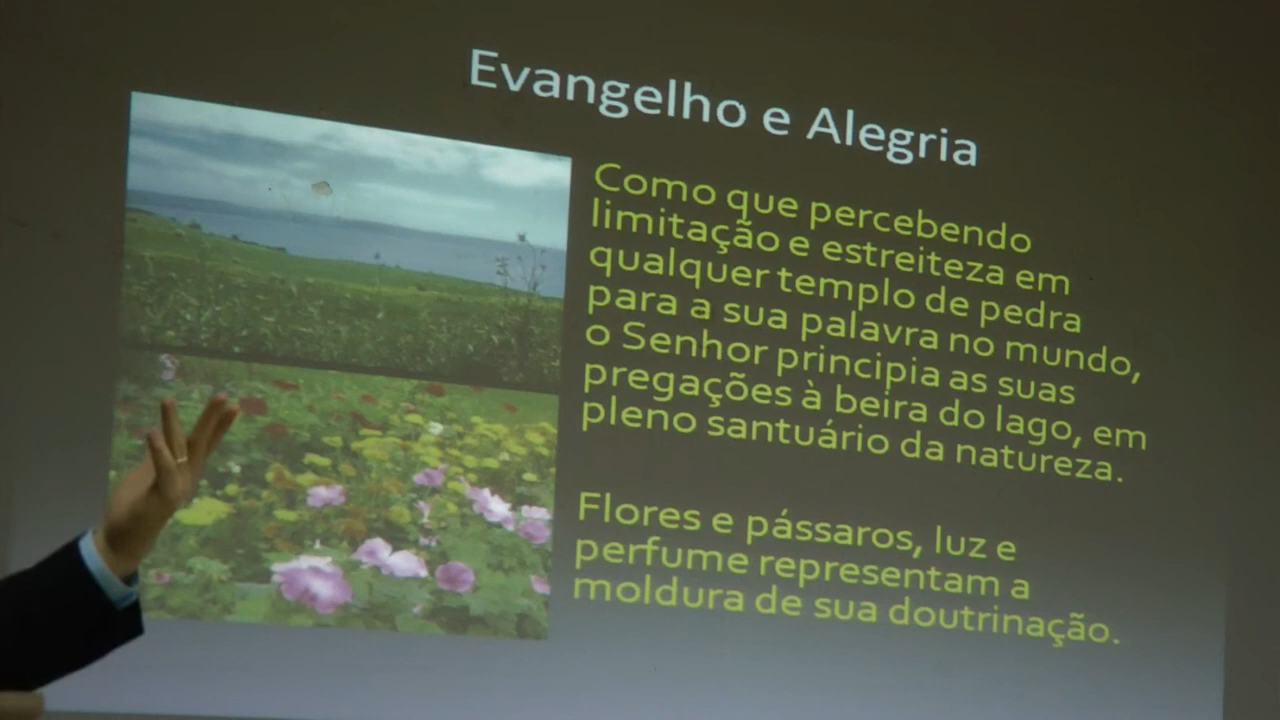 Evangelho e Alegria
Como que percebendo
limitação e estreiteza em
qualquer templo de pedra
para a sua palavra no mundo,
o Senhor principia as suas
pregações à beira do lago, em
pleno santuário da natureza.
Flores e pássaros, luz e
perfume representam a
moldura de sua doutrinação.